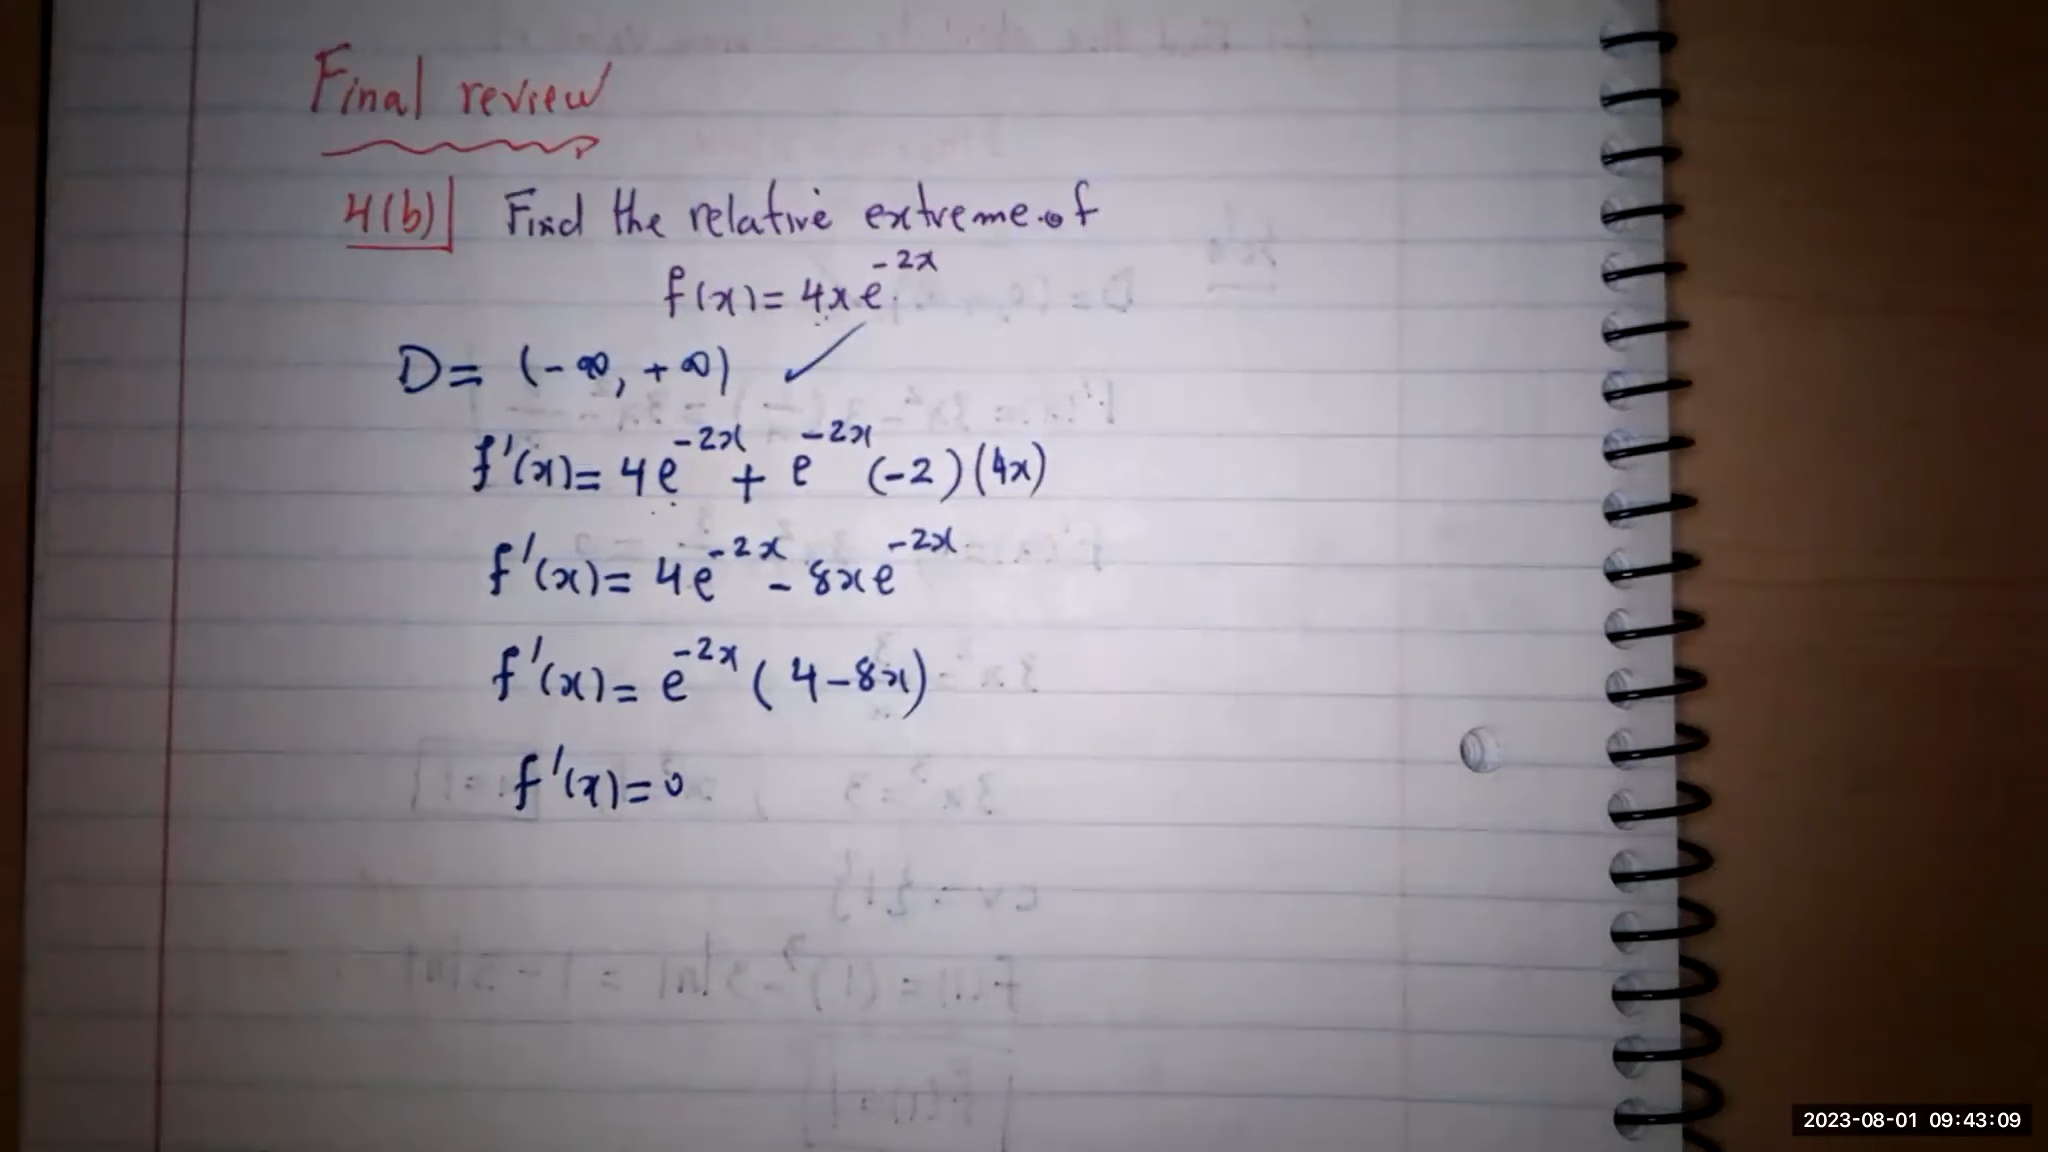 Final review
4(b) Find the relative extreme of
f(x) = 4xe^{-2x}
D = (-∞, +∞)
f'(x) = 4e^{-2x} + e^{-2x} (-2)(4x)
f'(x) = 4e^{-2x} - 8xe^{-2x}
f'(x) = e^{-2x} (4-8x)
f'(x) = 0
2023-08-01 09:43:09